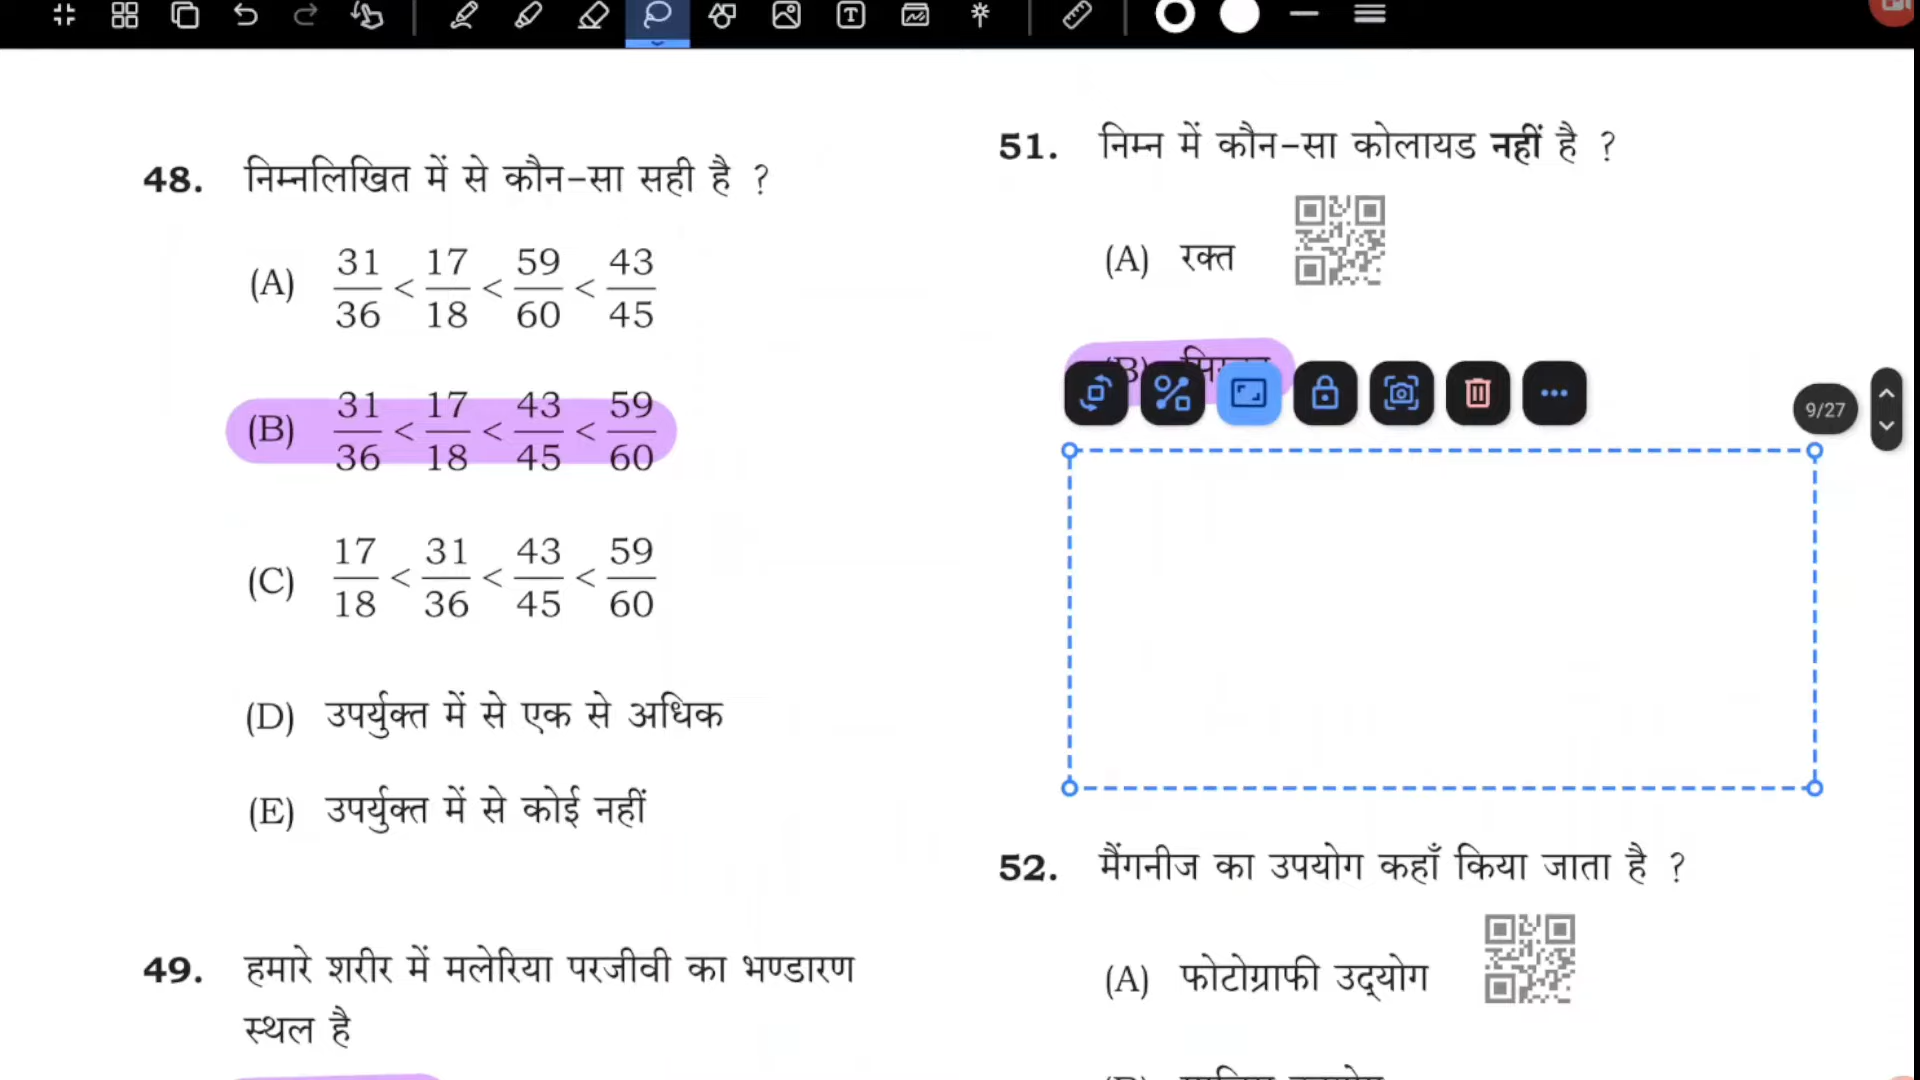 48. निम्नलिखित में से कौन-सा सही है ?
(A) 31/36 < 17/18 < 59/60 < 43/45
(B) 31/36 < 17/18 < 43/45 < 59/60
(C) 17/18 < 31/36 < 43/45 < 59/60
(D) उपर्युक्त में से एक से अधिक
(E) उपर्युक्त में से कोई नहीं
49. हमारे शरीर में मलेरिया परजीवी का भण्डारण
स्थल है
51. निम्न में कौन-सा कोलायड नहीं है ?
(A) रक्त
(B)
9/27
52. मैंगनीज का उपयोग कहाँ किया जाता है ?
(A) फोटोग्राफी उद्योग